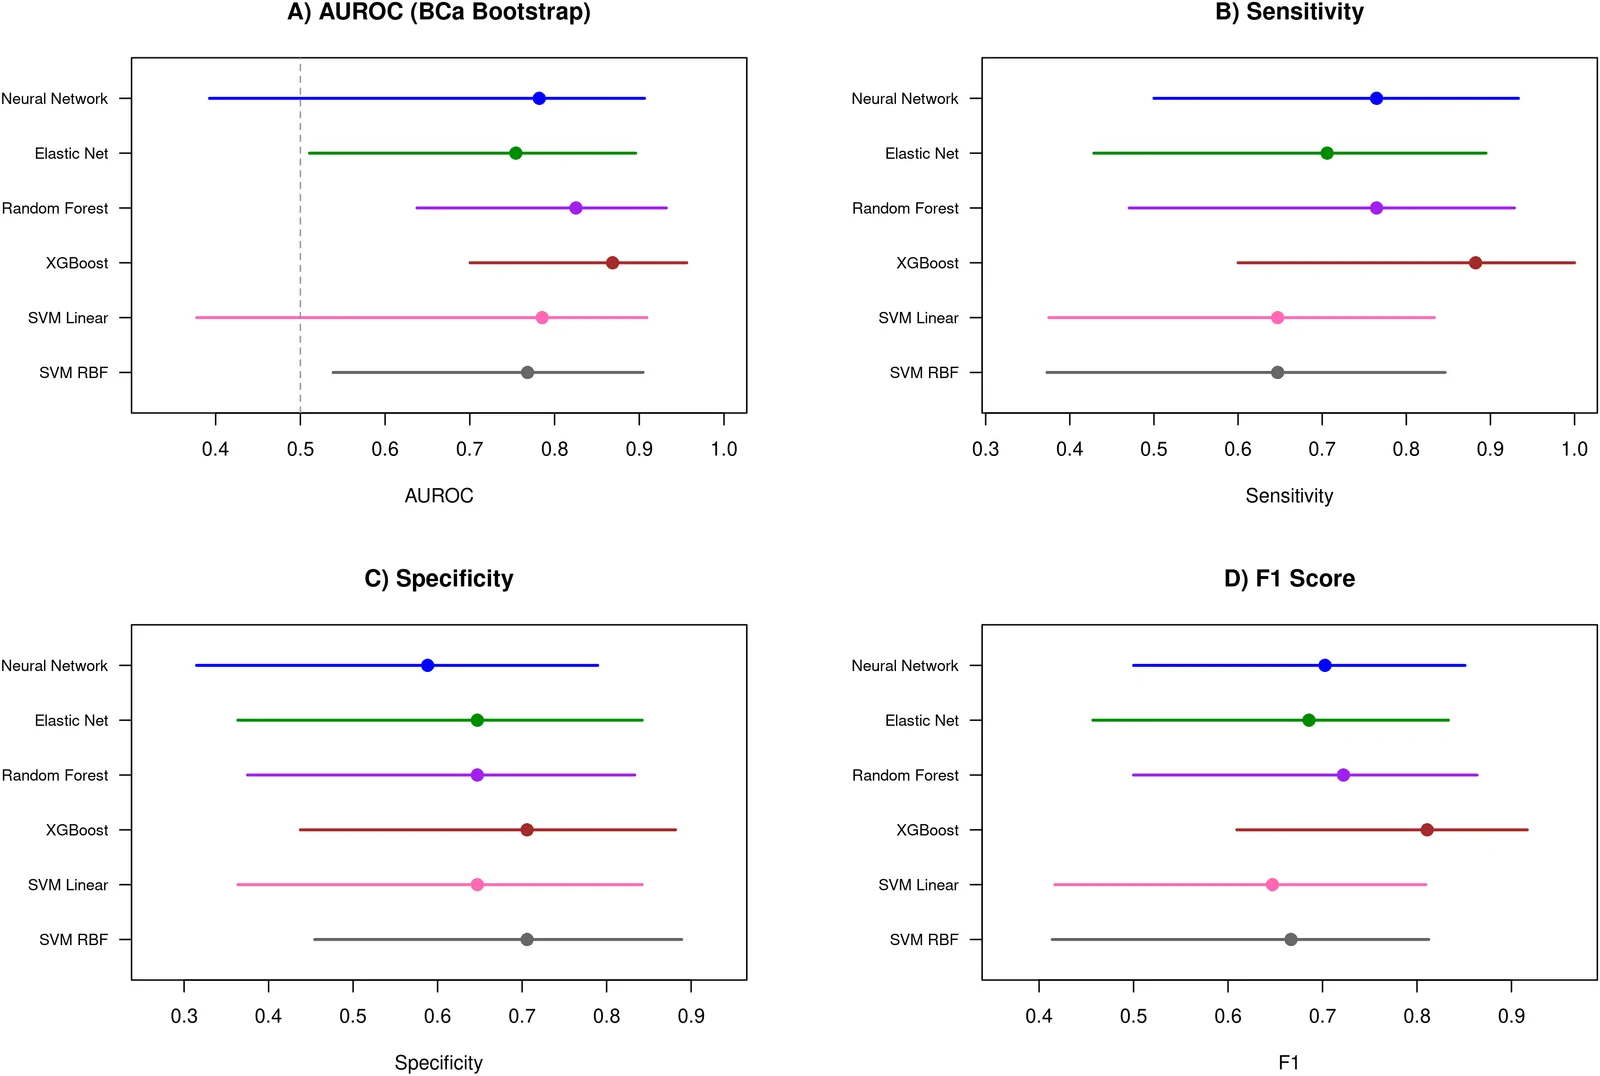 A) AUROC (BCa Bootstrap)
Neural Network
Elastic Net
Random Forest
XGBoost
SVM Linear
SVM RBF
0.4 0.5 0.6 0.7 0.8 0.9 1.0
AUROC
B) Sensitivity
Neural Network
Elastic Net
Random Forest
XGBoost
SVM Linear
SVM RBF
0.3 0.4 0.5 0.6 0.7 0.8 0.9 1.0
Sensitivity
C) Specificity
Neural Network
Elastic Net
Random Forest
XGBoost
SVM Linear
SVM RBF
0.3 0.4 0.5 0.6 0.7 0.8 0.9
Specificity
D) F1 Score
Neural Network
Elastic Net
Random Forest
XGBoost
SVM Linear
SVM RBF
0.4 0.5 0.6 0.7 0.8 0.9
F1